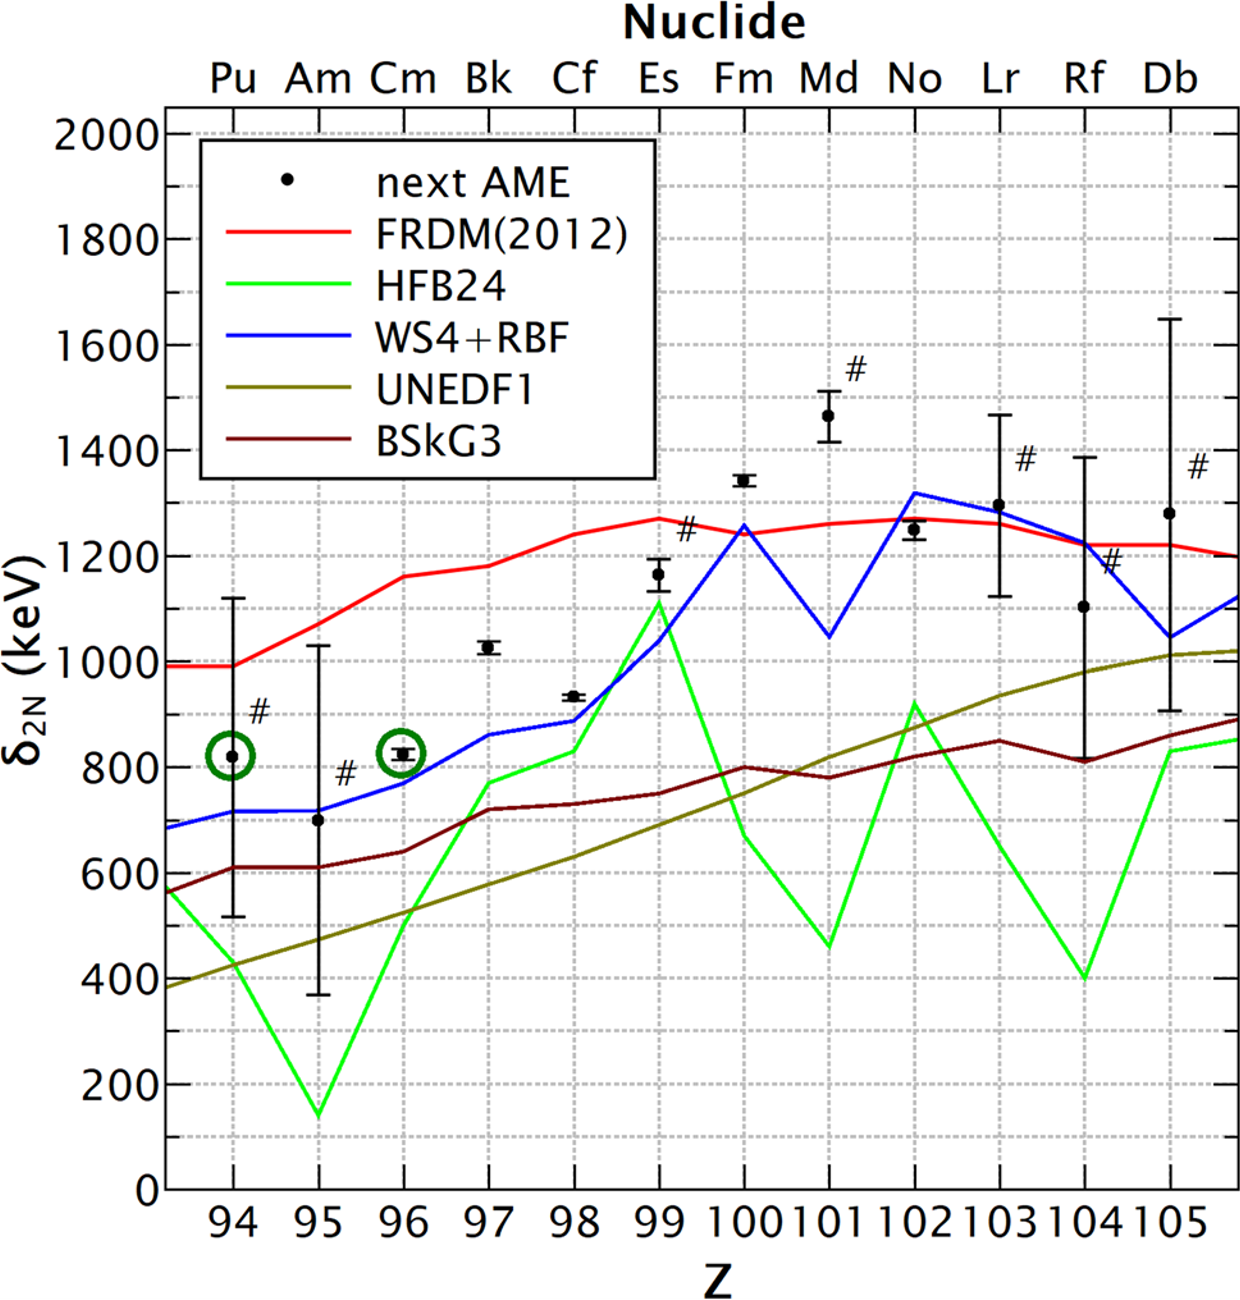 Nuclide
Pu Am Cm Bk Cf Es Fm Md No Lr Rf Db
2000
1800
1600
1400
1200
1000
800
600
400
200
0
δ2N (keV)
next AME
FRDM(2012)
HFB24
WS4+RBF
UNEDF1
BSkG3
#
#
#
#
#
#
#
94 95 96 97 98 99 100 101 102 103 104 105
Z